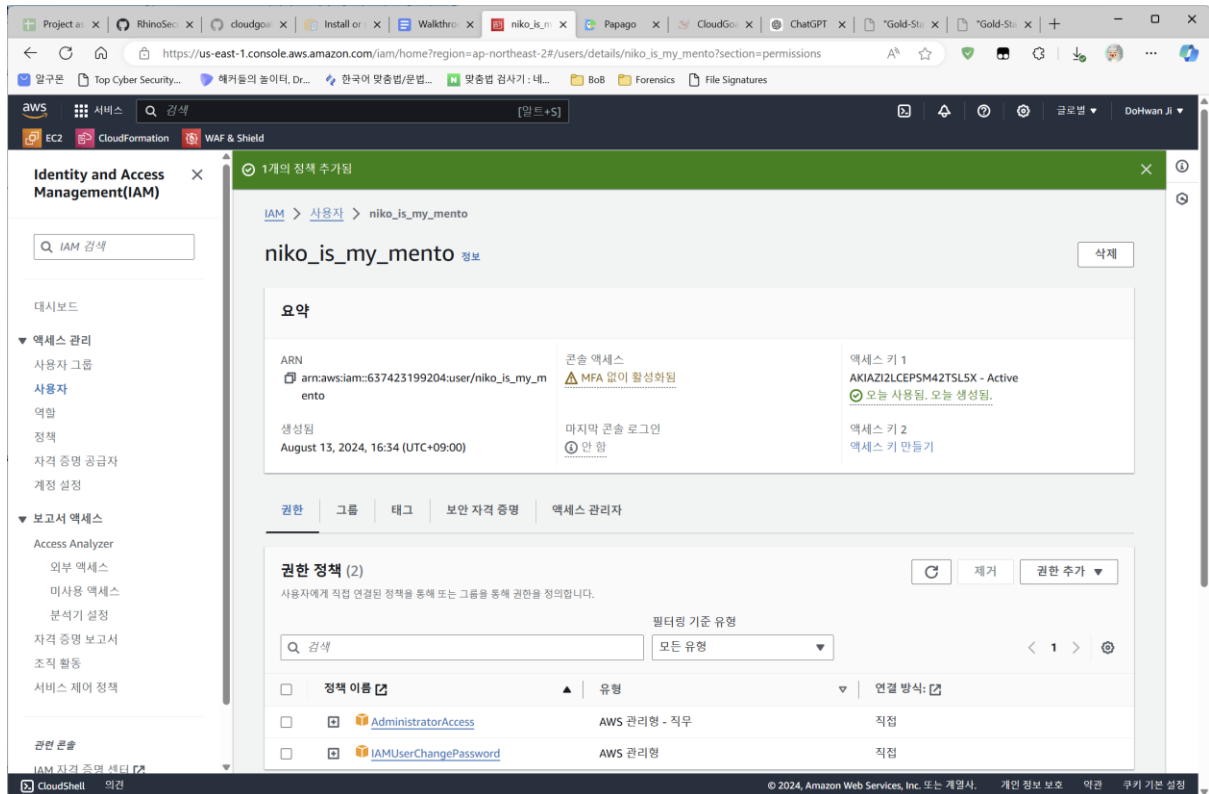 Project as
RhinoSec
cloudgoa
Install or
Walkthro
niko_is_m
Papago
CloudGoa
ChatGPT
"Gold-Sta
"Gold-Sta
https://us-east-1.console.aws.amazon.com/iam/home?region=ap-northeast-2#/users/details/niko_is_my_mento?section=permissions
알구몬
Top Cyber Security...
해커들의 놀이터, Dr...
한국어 맞춤법/문법...
맞춤법 검사기 : 네...
BoB
Forensics
File Signatures
aws
서비스
검색
[알트+S]
글로벌
DoHwan Ji
EC2
CloudFormation
WAF & Shield
Identity and Access
Management(IAM)
IAM 검색
대시보드
액세스 관리
사용자 그룹
사용자
역할
정책
자격 증명 공급자
계정 설정
보고서 액세스
Access Analyzer
외부 액세스
미사용 액세스
분석기 설정
자격 증명 보고서
조직 활동
서비스 제어 정책
관련 콘솔
IAM 자격 증명 센터
1개의 정책 추가됨
IAM > 사용자 > niko_is_my_mento
niko_is_my_mento 정보
삭제
요약
ARN
arn:aws:iam::637423199204:user/niko_is_my_m
ento
생성됨
August 13, 2024, 16:34 (UTC+09:00)
콘솔 액세스
MFA 없이 활성화됨
마지막 콘솔 로그인
안 함
액세스 키 1
AKIAZI2LCEPSM42TSL5X - Active
오늘 사용됨. 오늘 생성됨.
액세스 키 2
액세스 키 만들기
권한
그룹
태그
보안 자격 증명
액세스 관리자
권한 정책 (2)
제거
권한 추가
사용자에게 직접 연결된 정책을 통해 또는 그룹을 통해 권한을 정의합니다.
필터링 기준 유형
검색
모든 유형
1
정책 이름
유형
연결 방식:
AdministratorAccess
AWS 관리형 - 직무
직접
IAMUserChangePassword
AWS 관리형
직접
CloudShell
의견
© 2024, Amazon Web Services, Inc. 또는 계열사.
개인 정보 보호
약관
쿠키 기본 설정